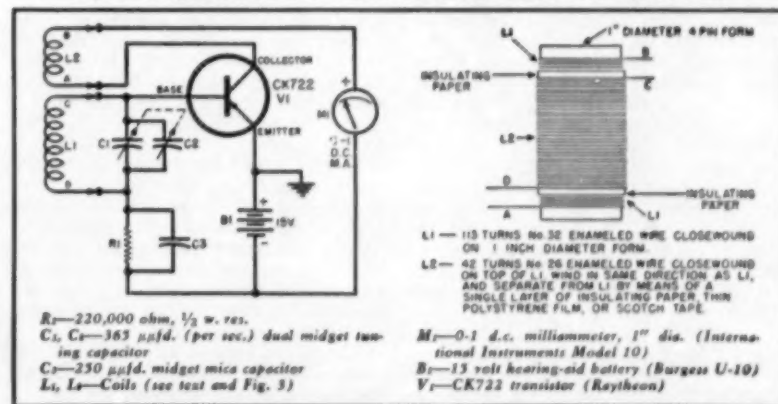 B
L2
A
C
L1
D
COLLECTOR
BASE
CK722
V1
EMITTER
C1
C2
R1
C3
+
B1
15V
-
+
M1
0-1
D.C.
M.A.
-
L1
1" DIAMETER 4 PIN FORM
B
INSULATING
PAPER
C
L2
D
A
INSULATING
PAPER
L1
L1 — 113 TURNS No. 32 ENAMELED WIRE CLOSEWOUND
ON 1 INCH DIAMETER FORM.
L2 — 42 TURNS No 26 ENAMELED WIRE CLOSEWOUND
ON TOP OF L1. WIND IN SAME DIRECTION AS L1,
AND SEPARATE FROM L1 BY MEANS OF A
SINGLE LAYER OF INSULATING PAPER, THIN
POLYSTYRENE FILM, OR SCOTCH TAPE.
R1—220,000 ohm, 1/2 w. res.
C1, C2—365 μμfd. (per sec.) dual midget tun-
ing capacitor
C3—250 μμfd. midget mica capacitor
L1, L2—Coils (see text and Fig. 3)
M1—0-1 d.c. milliammeter, 1" dia. (Interna-
tional Instruments Model 10)
B1—15 volt hearing-aid battery (Burgess U-10)
V1—CK722 transistor (Raytheon)